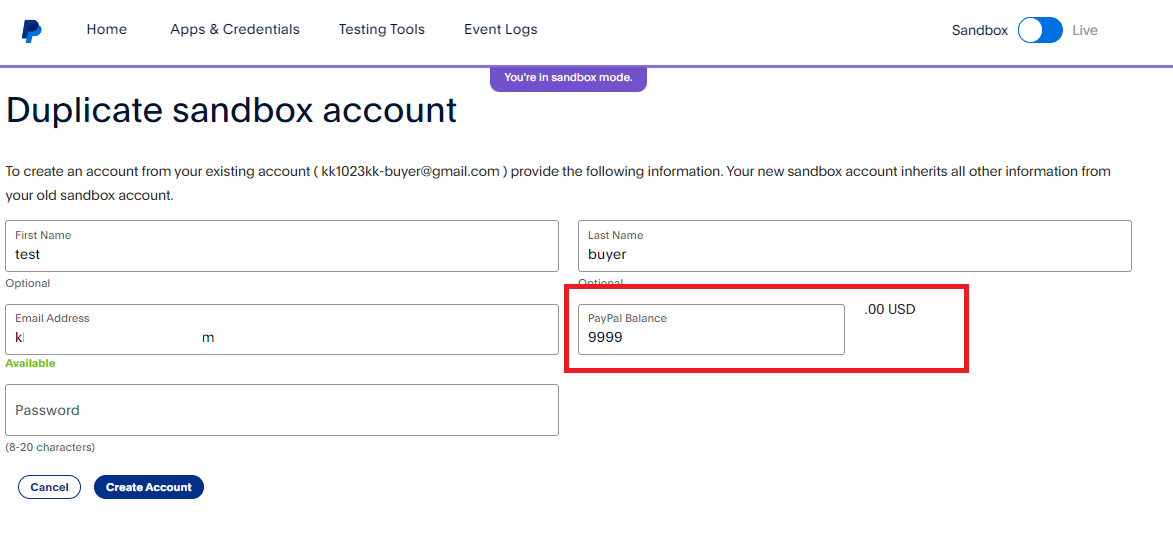 Home Apps & Credentials Testing Tools Event Logs Sandbox Live
You're in sandbox mode.
Duplicate sandbox account
To create an account from your existing account ( kk1023kk-buyer@gmail.com ) provide the following information. Your new sandbox account inherits all other information from
your old sandbox account.
First Name Last Name
test buyer
Optional Optional
Email Address PayPal Balance .00 USD
k m 9999
Available
Password
(8-20 characters)
Cancel Create Account